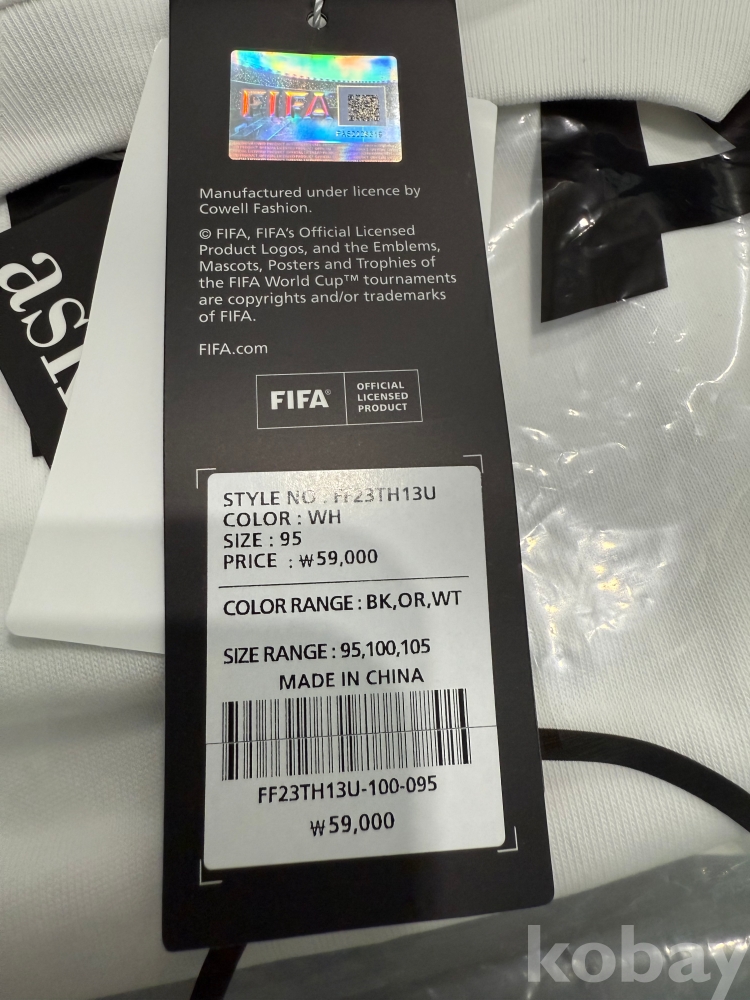 FIFA
Manufactured under licence by
Cowell Fashion.
© FIFA, FIFA's Official Licensed
Product Logos, and the Emblems,
Mascots, Posters and Trophies of
the FIFA World Cup™ tournaments
are copyrights and/or trademarks
of FIFA.
FIFA.com
FIFA® OFFICIAL
LICENSED
PRODUCT
STYLE NO : FF23TH13U
COLOR : WH
SIZE : 95
PRICE : ₩59,000
COLOR RANGE : BK,OR,WT
SIZE RANGE : 95,100,105
MADE IN CHINA
FF23TH13U-100-095
₩59,000
kobay